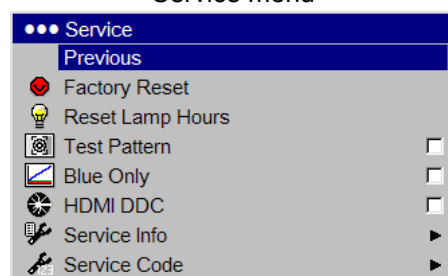 Service menu
Service
Previous
Factory Reset
Reset Lamp Hours
Test Pattern
Blue Only
HDMI DDC
Service Info
Service Code